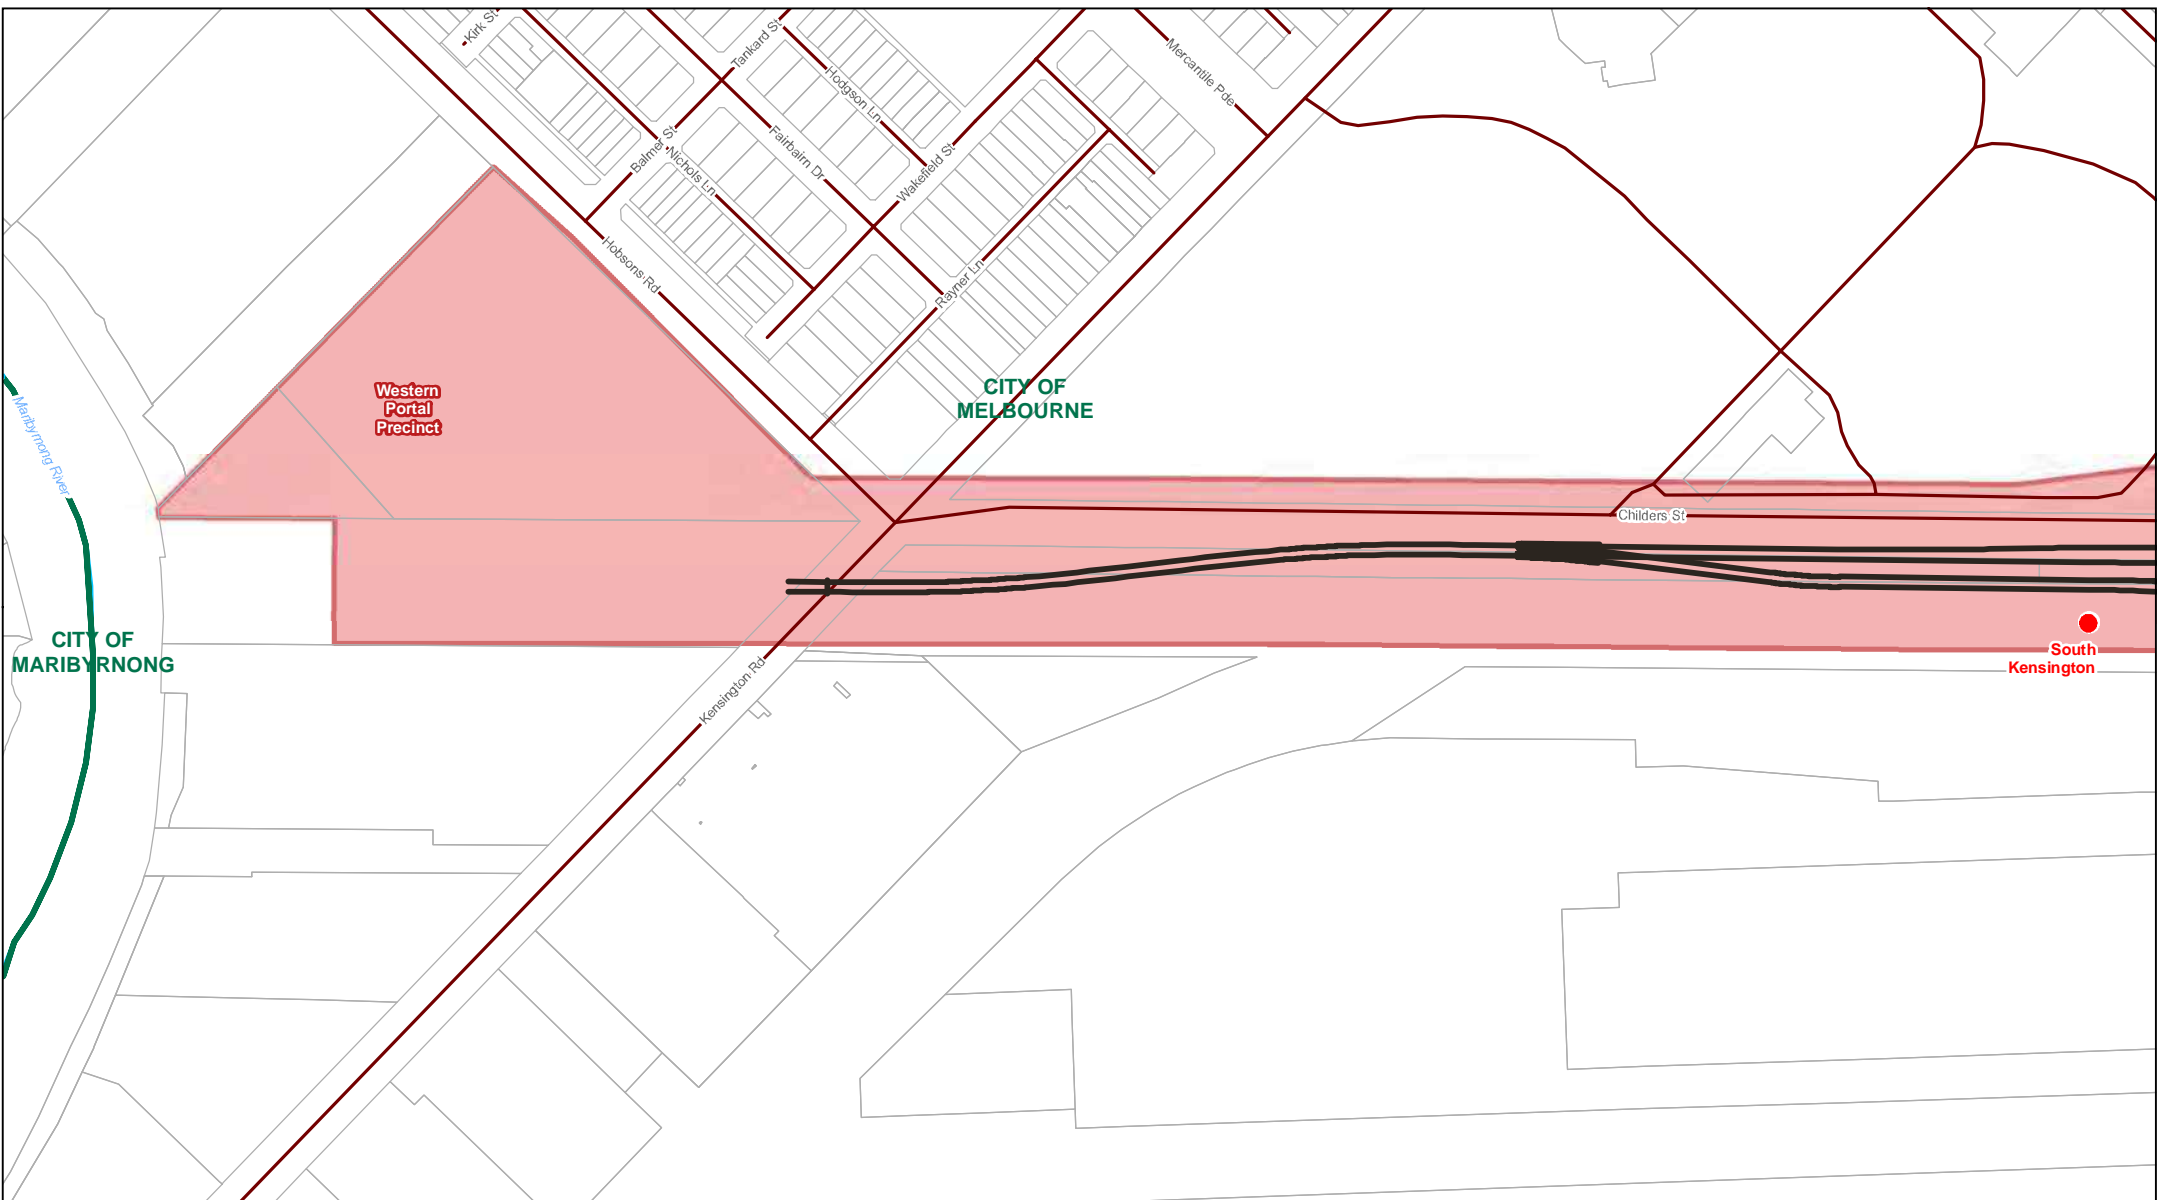 Kirk St
Tankard St
Hodgson Ln
Mercantile Pde
Balmer St
Nichols Ln
Fairbairn Dr
Wakefield St
Hobsons Rd
Rayner Ln
Western
Portal
Precinct
CITY OF
MELBOURNE
Maribyrnong River
Childers St
CITY OF
MARIBYRNONG
South
Kensington
Kensington Rd